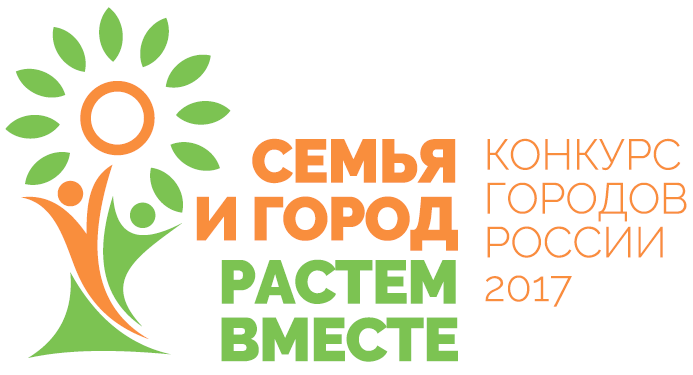 СЕМЬЯ
И ГОРОД
РАСТЕМ
ВМЕСТЕ
КОНКУРС
ГОРОДОВ
РОССИИ
2017